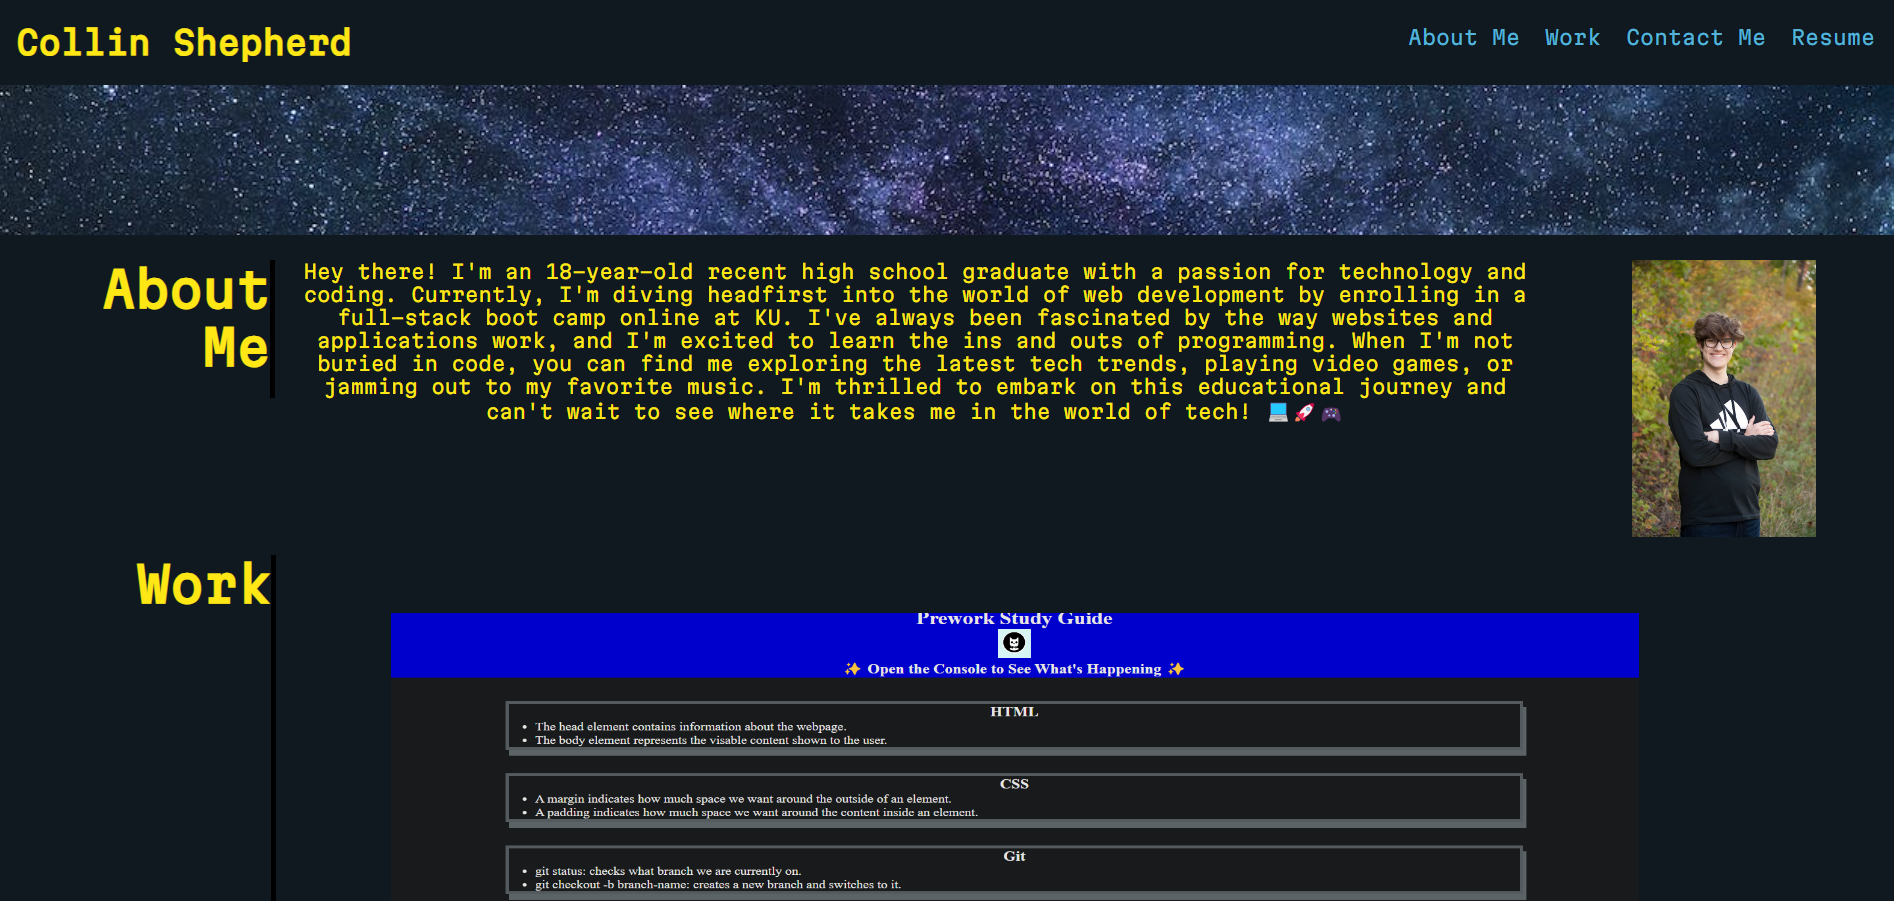 Collin Shepherd
About Me Work Contact Me Resume
About
Me
Hey there! I'm an 18-year-old recent high school graduate with a passion for technology and
coding. Currently, I'm diving headfirst into the world of web development by enrolling in a
full-stack boot camp online at KU. I've always been fascinated by the way websites and
applications work, and I'm excited to learn the ins and outs of programming. When I'm not
buried in code, you can find me exploring the latest tech trends, playing video games, or
jamming out to my favorite music. I'm thrilled to embark on this educational journey and
can't wait to see where it takes me in the world of tech! 💻🚀🎮
Work
Prework Study Guide
✨ Open the Console to See What's Happening ✨
HTML
• The head element contains information about the webpage.
• The body element represents the visable content shown to the user.
CSS
• A margin indicates how much space we want around the outside of an element.
• A padding indicates how much space we want around the content inside an element.
Git
• git status: checks what branch we are currently on.
• git checkout -b branch-name: creates a new branch and switches to it.